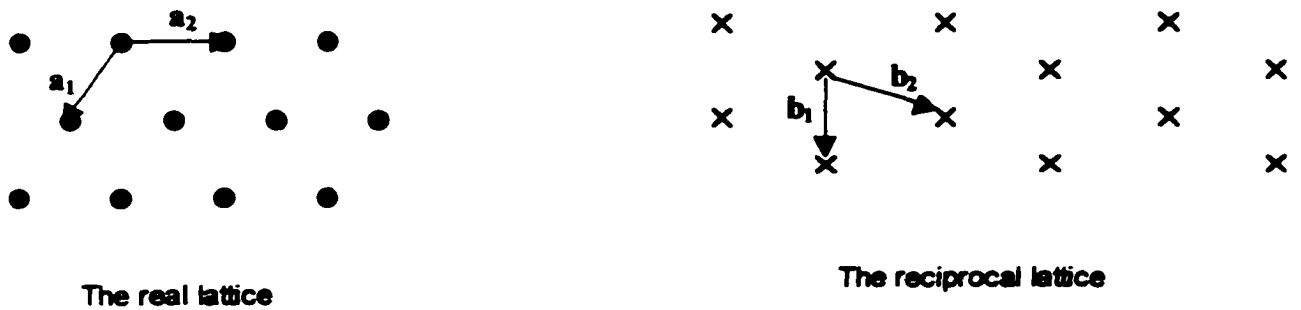 a₂
a₁
b₂
b₁
The real lattice
The reciprocal lattice